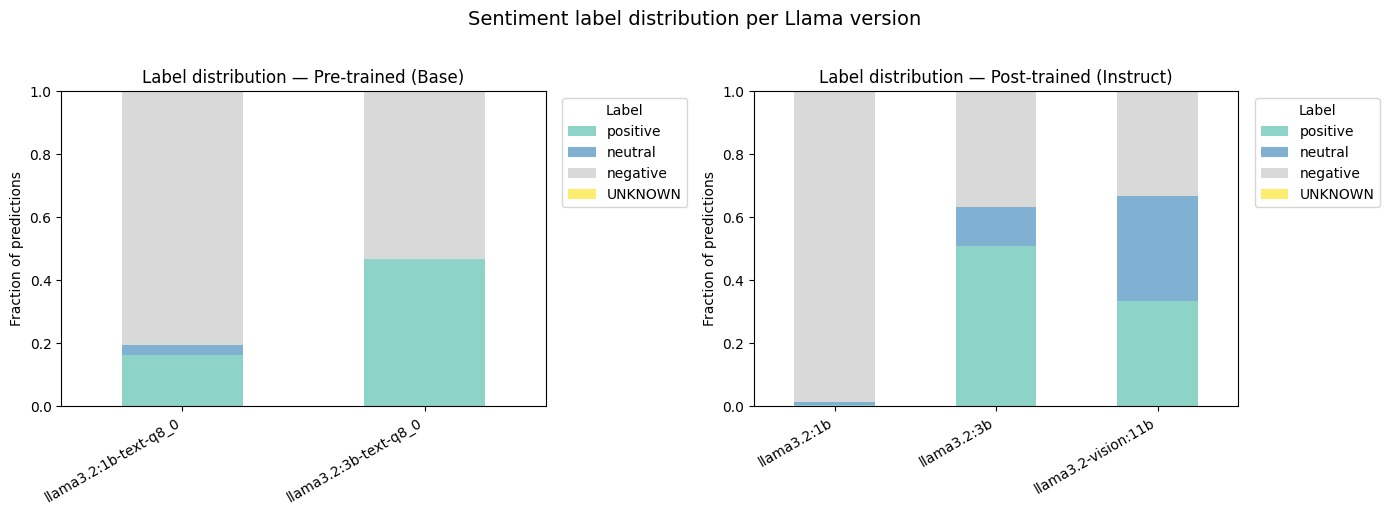 Sentiment label distribution per Llama version
Label distribution — Pre-trained (Base)
Fraction of predictions
1.0
0.8
0.6
0.4
0.2
0.0
llama3.2:1b-text-q8_0
llama3.2:3b-text-q8_0
Label
positive
neutral
negative
UNKNOWN
Label distribution — Post-trained (Instruct)
Fraction of predictions
1.0
0.8
0.6
0.4
0.2
0.0
llama3.2:1b
llama3.2:3b
llama3.2-vision:11b
Label
positive
neutral
negative
UNKNOWN